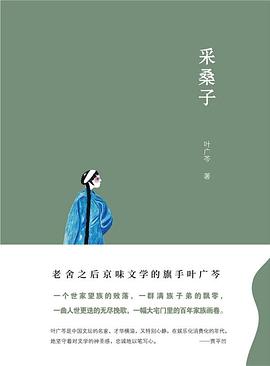 采桑子
叶广芩 著
老舍之后京味文学的旗手叶广芩
一个世家望族的败落，一群满族子弟的飘零，
一曲人世更迭的无尽挽歌，一幅大宅门里的百年家族画卷。
叶广芩是中国文坛的名家，才华横溢，又特别心静。在娱乐化消费化的年代，
她坚守着对文学的神圣感，忠诚地以笔写心。——贾平凹